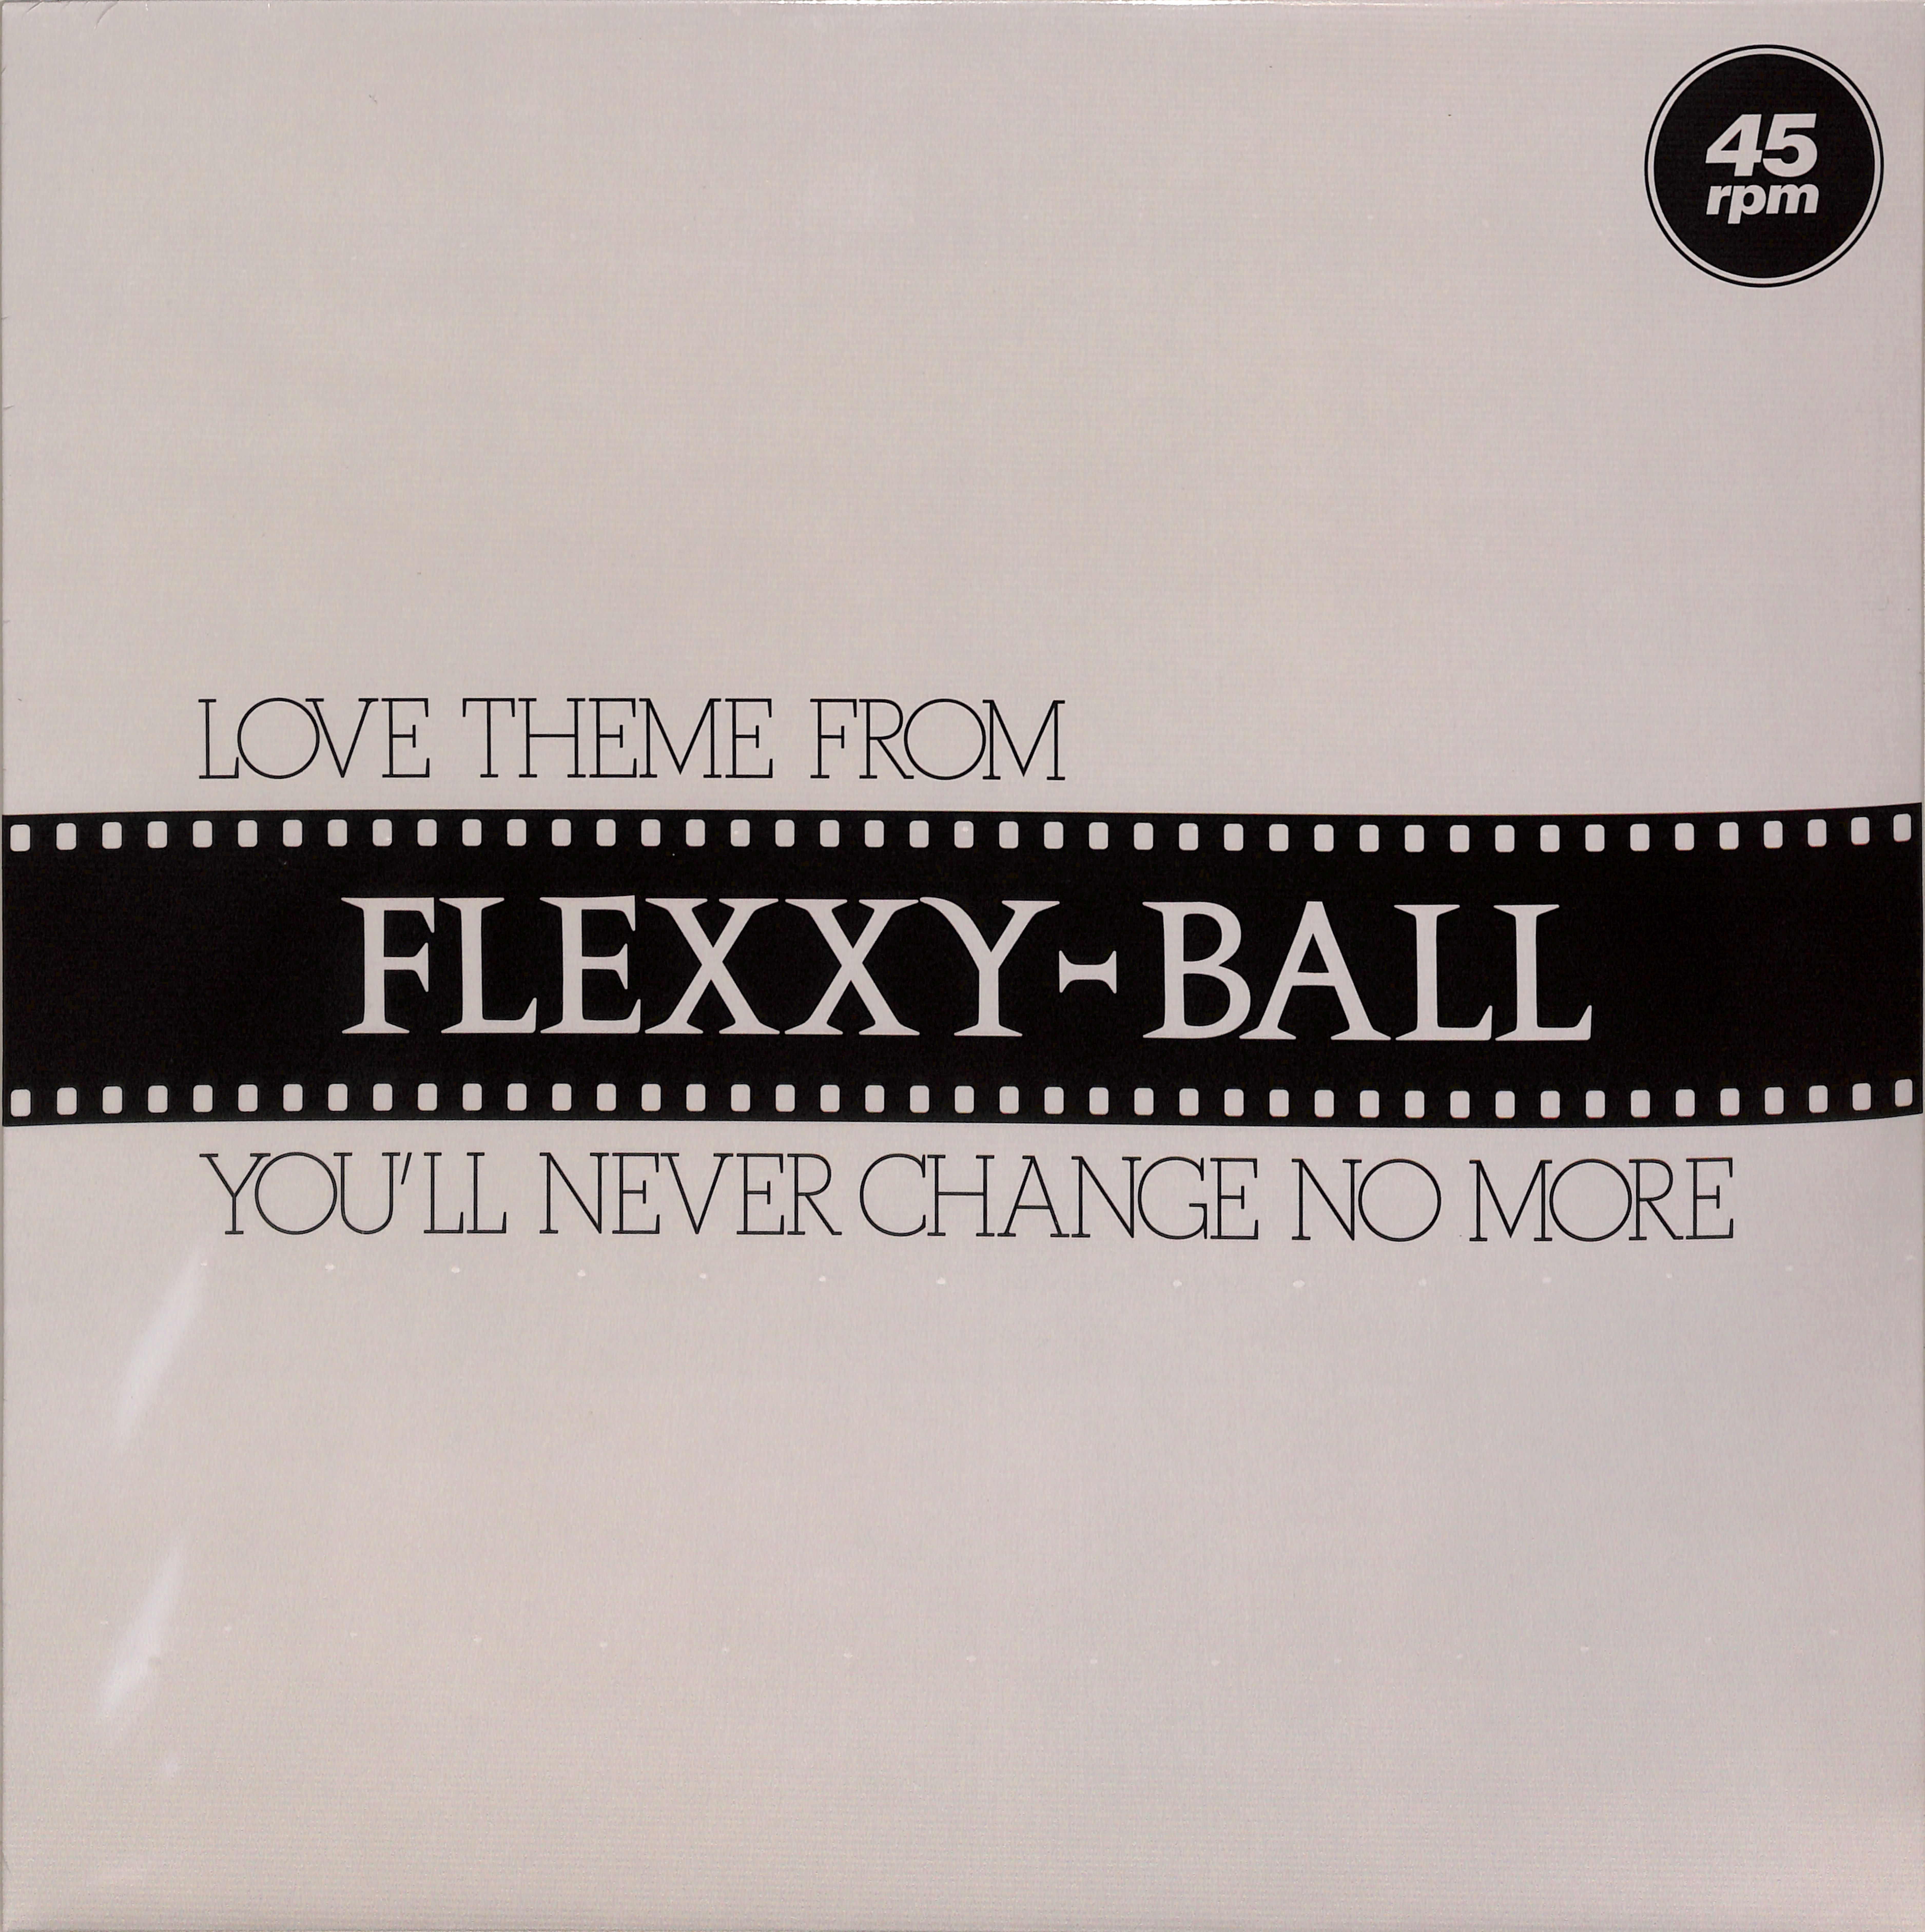 45
rpm
LOVE THEME FROM
FLEXXY-BALL
YOU'LL NEVER CHANGE NO MORE